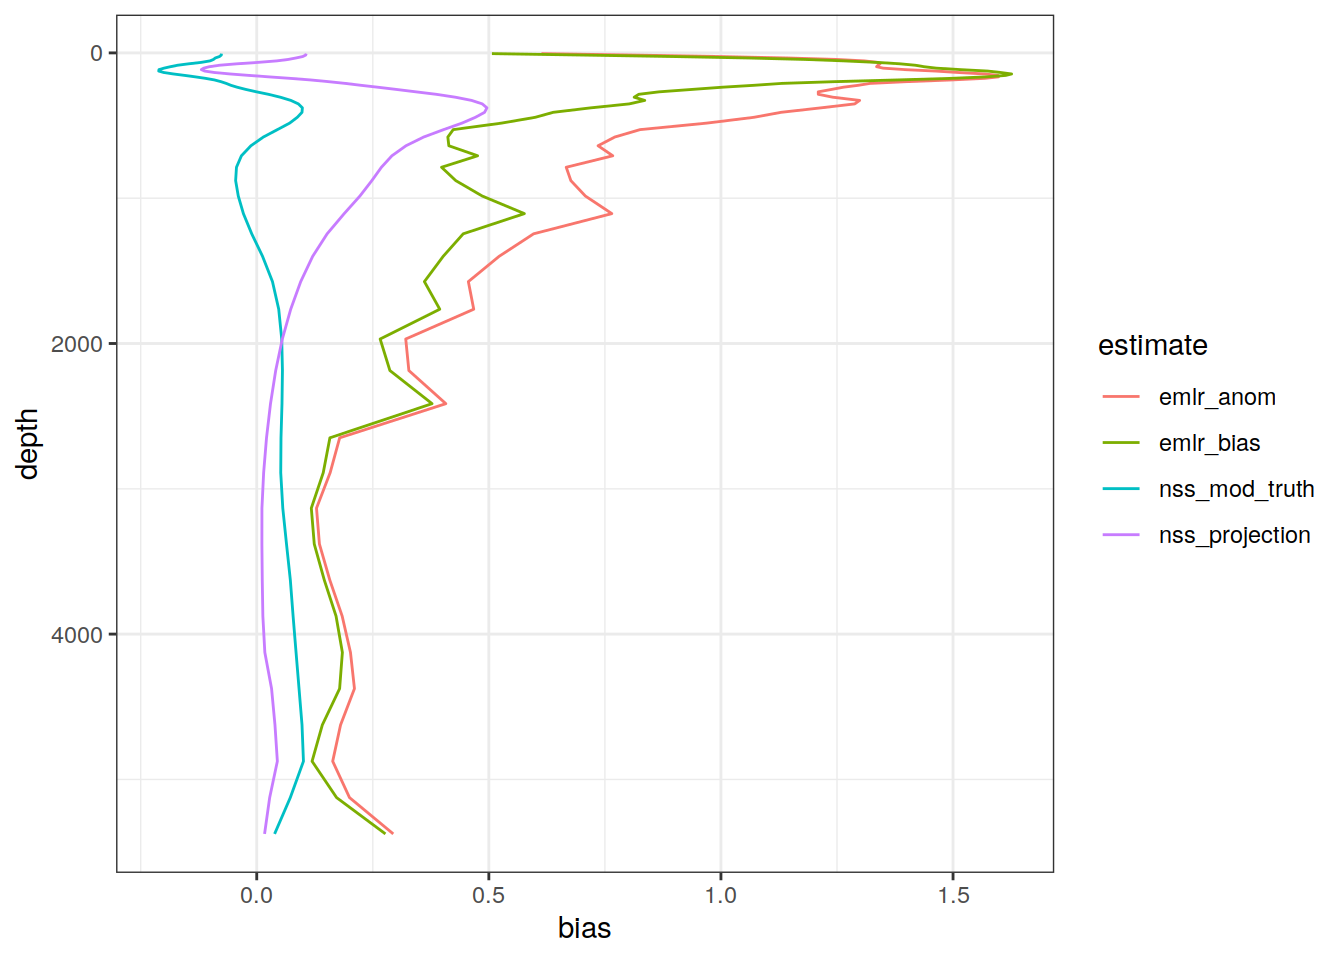 0
2000
4000
depth
0.0
0.5
1.0
1.5
bias
estimate
emlr_anom
emlr_bias
nss_mod_truth
nss_projection